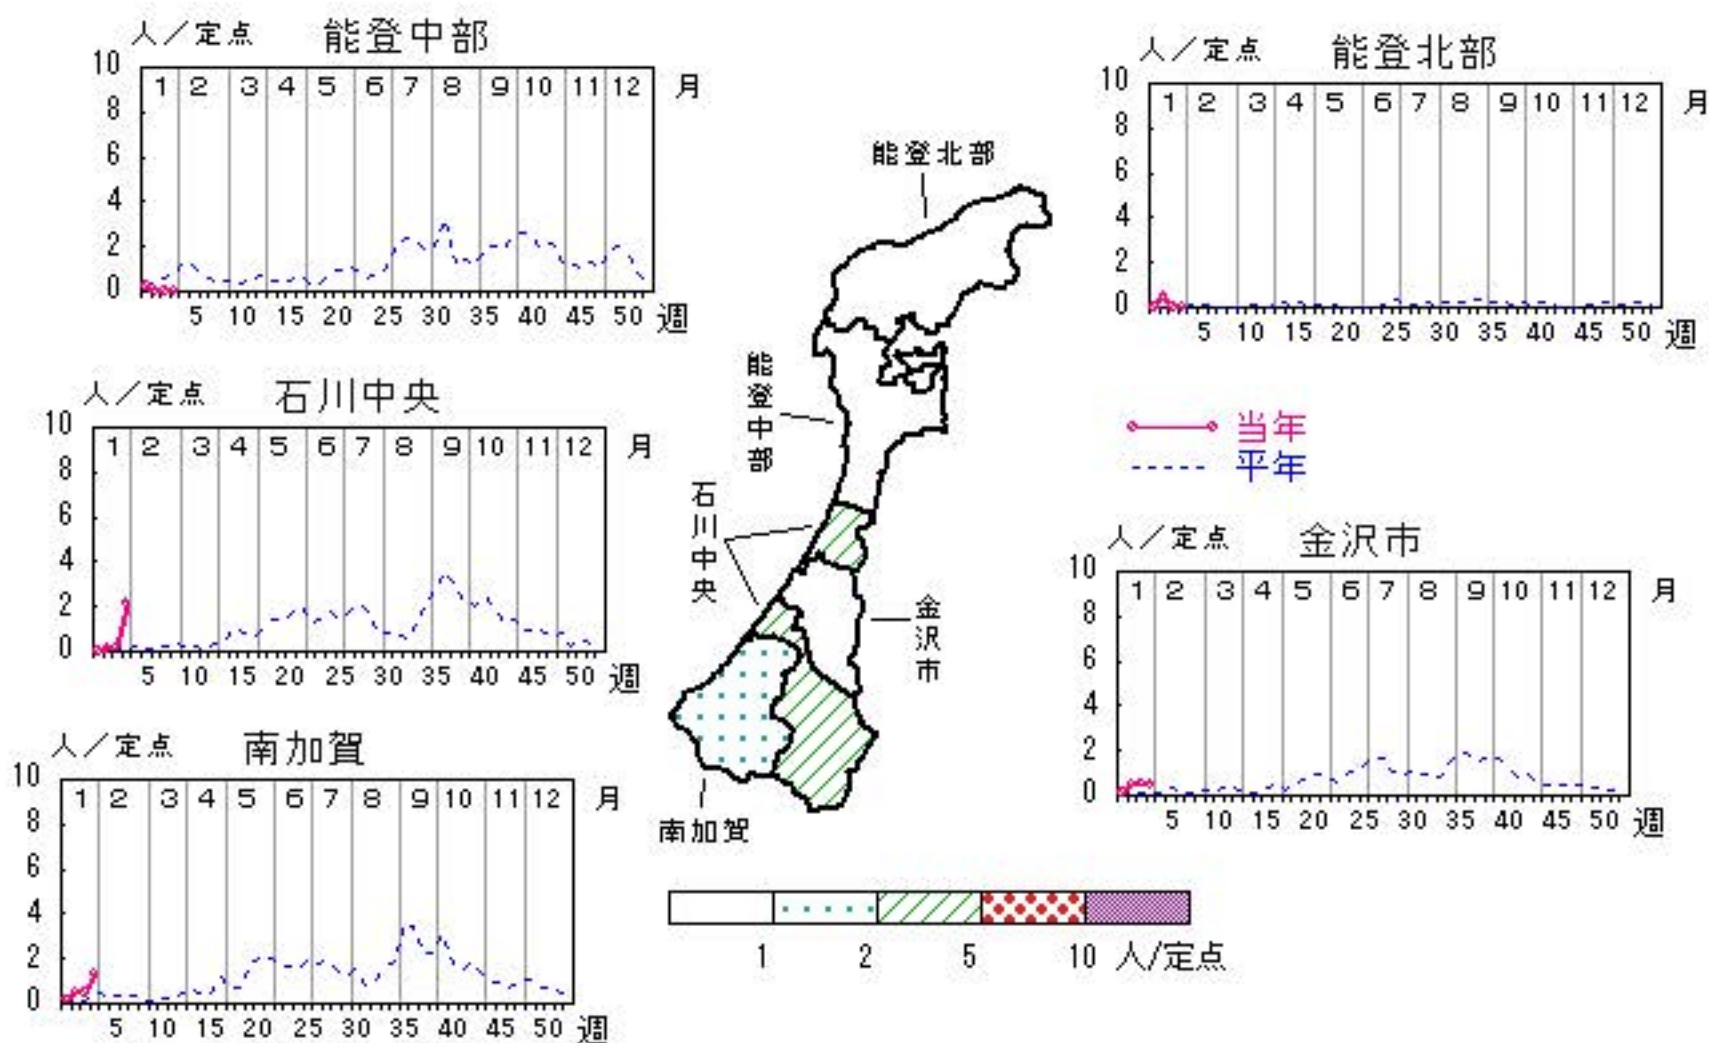 人／定点 能登中部
10 8 6 4 2 0
1 2 3 4 5 6 7 8 9 10 11 12 月
5 10 15 20 25 30 35 40 45 50 週
人／定点 能登北部
10 8 6 4 2 0
1 2 3 4 5 6 7 8 9 10 11 12 月
5 10 15 20 25 30 35 40 45 50 週
人／定点 石川中央
10 8 6 4 2 0
1 2 3 4 5 6 7 8 9 10 11 12 月
5 10 15 20 25 30 35 40 45 50 週
当年
平年
人／定点 金沢市
10 8 6 4 2 0
1 2 3 4 5 6 7 8 9 10 11 12 月
5 10 15 20 25 30 35 40 45 50 週
人／定点 南加賀
10 8 6 4 2 0
1 2 3 4 5 6 7 8 9 10 11 12 月
5 10 15 20 25 30 35 40 45 50 週
能登北部
能登中部
石川中央
金沢市
南加賀
1 2 5 10 人/定点